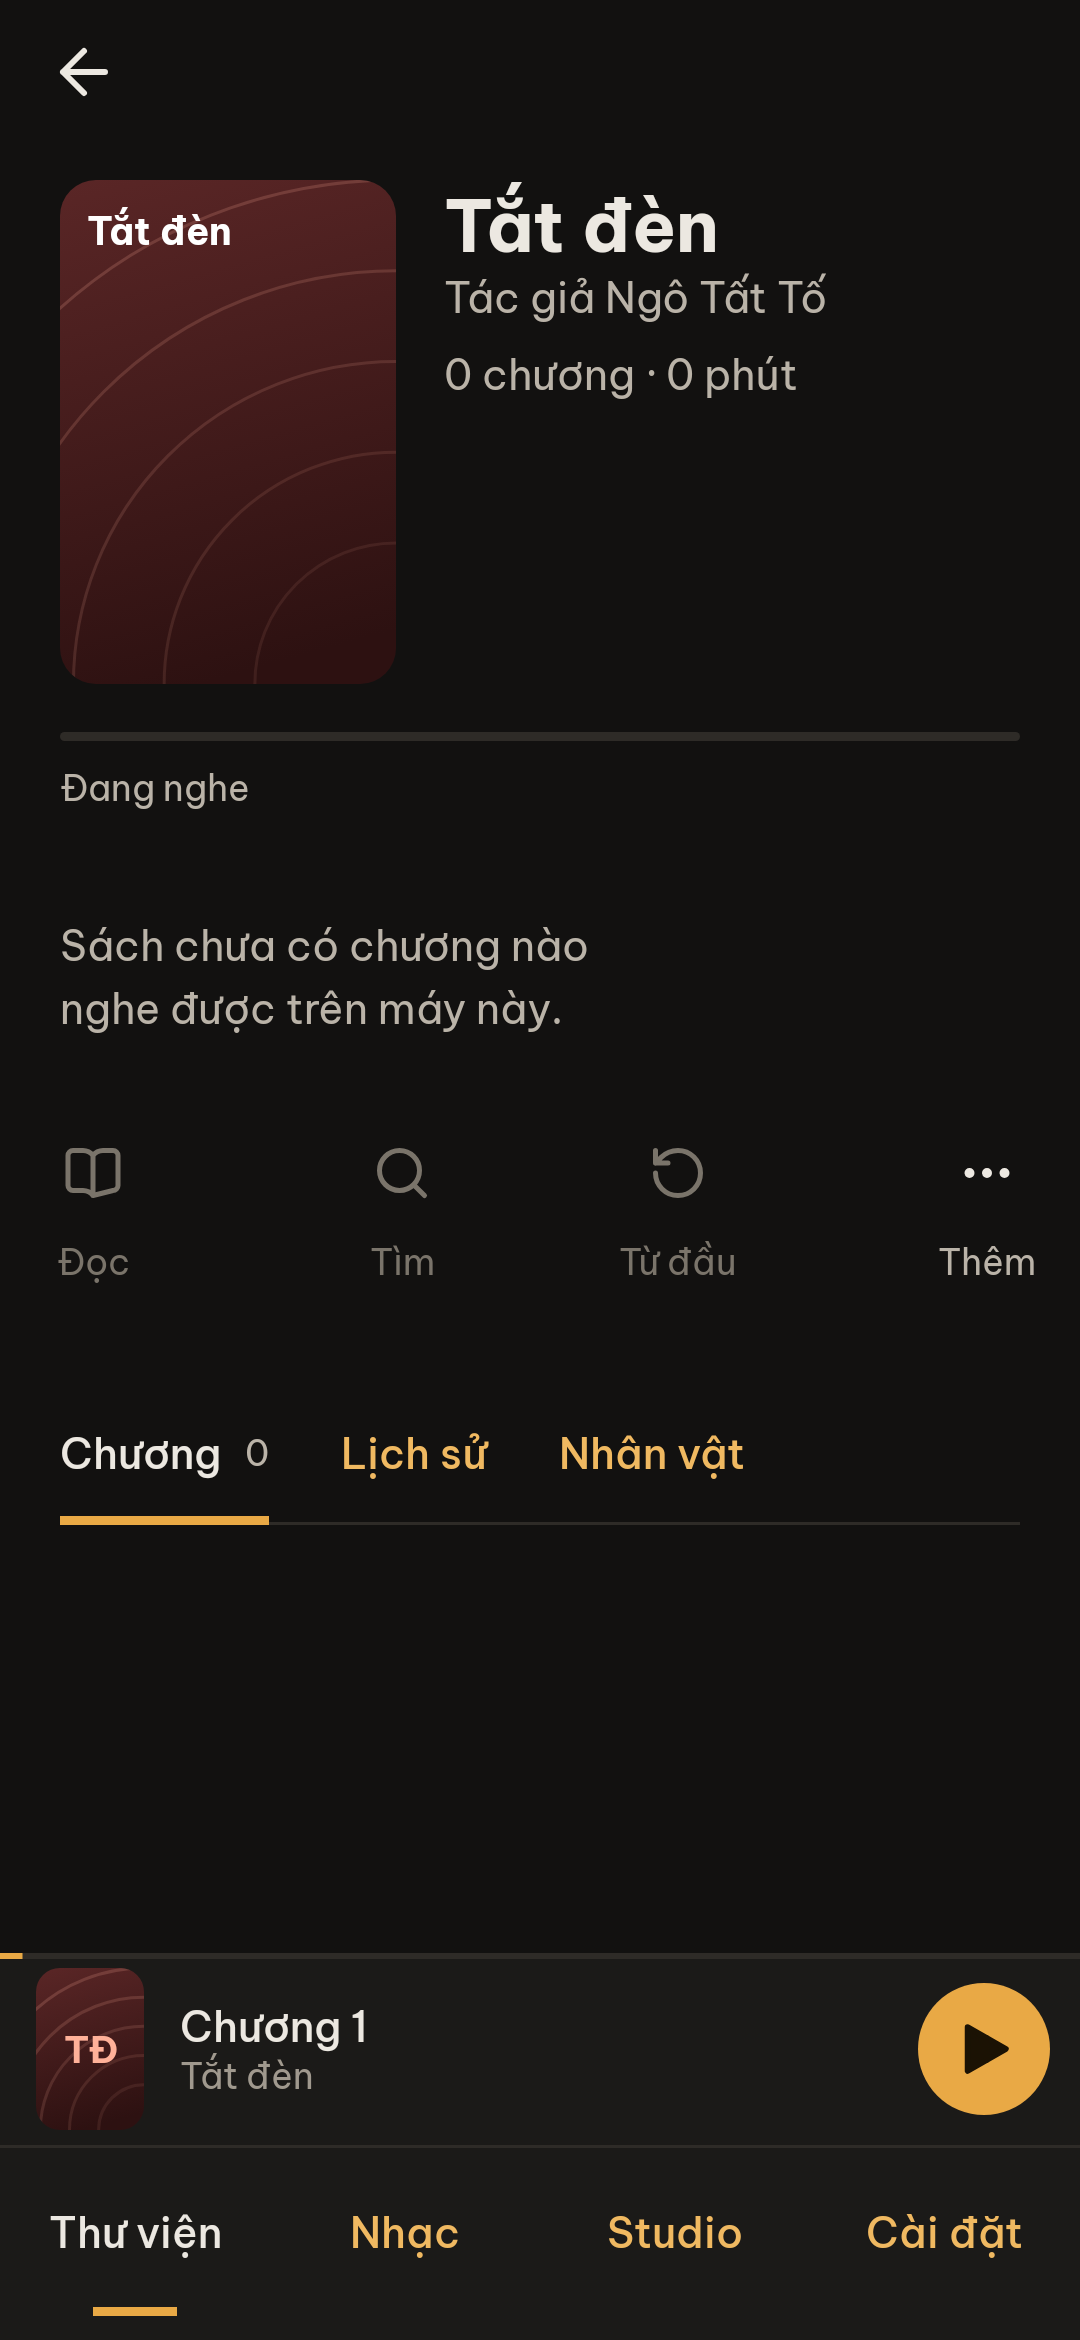 Tắt đèn
Tắt đèn
Tác giả Ngô Tất Tố
0 chương · 0 phút
Đang nghe
Sách chưa có chương nào
nghe được trên máy này.
Đọc
Tìm
Từ đầu
Thêm
Chương 0
Lịch sử
Nhân vật
TĐ
Chương 1
Tắt đèn
Thư viện
Nhạc
Studio
Cài đặt